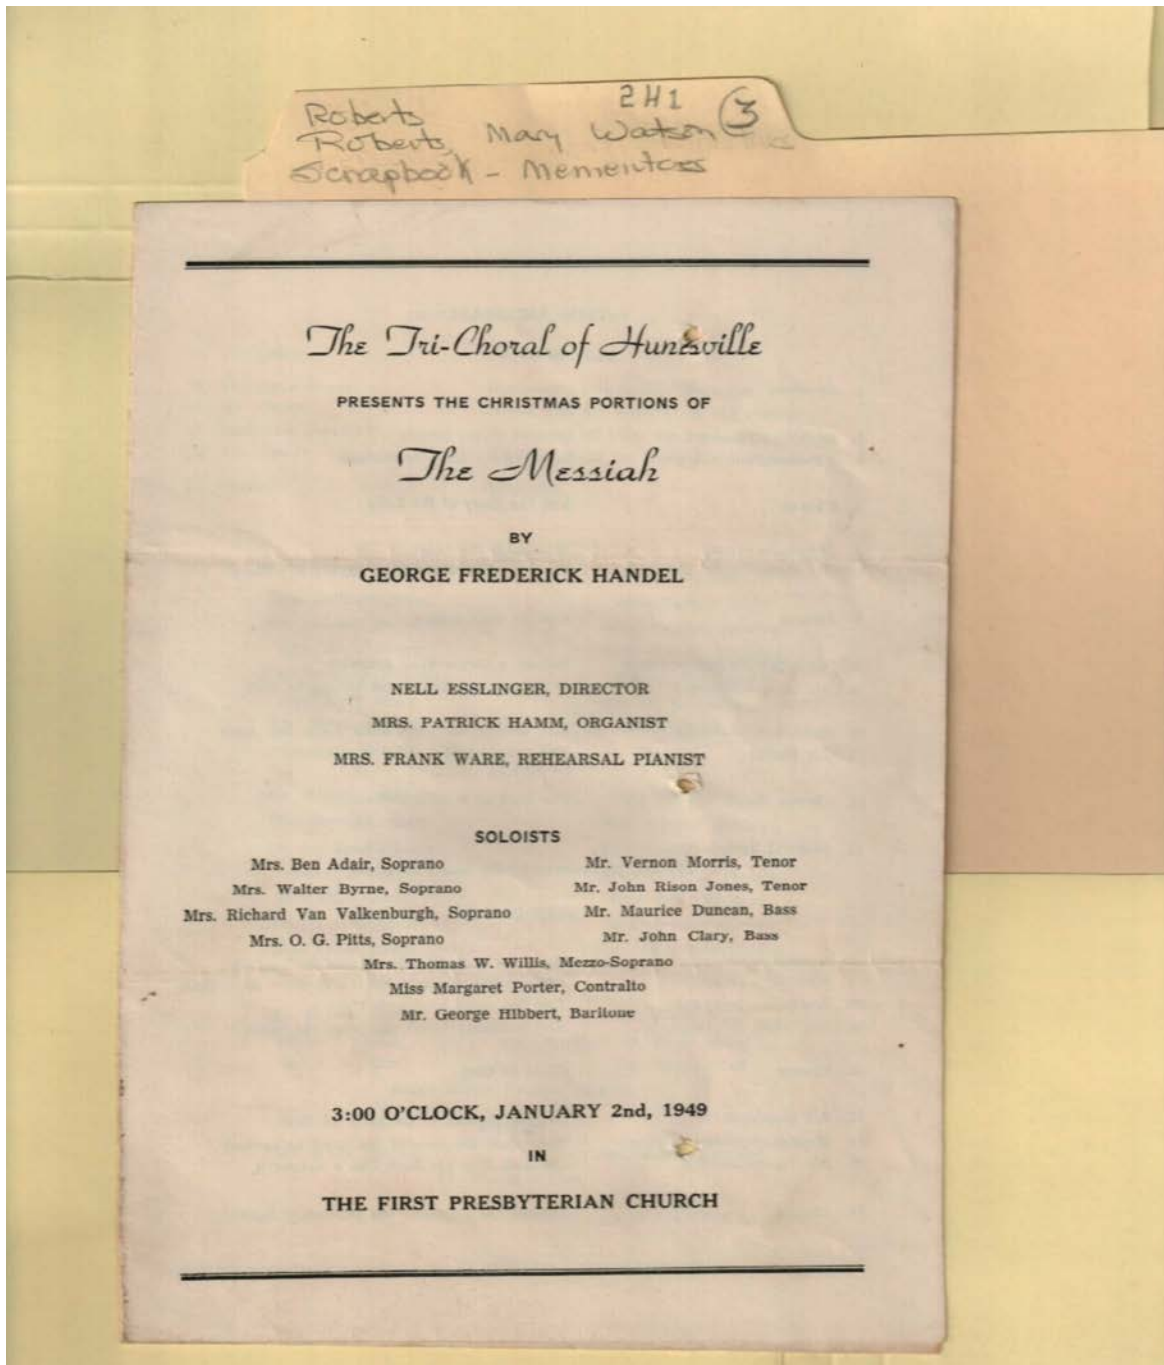 2H1 3
Roberts
Roberts, Mary Watson
Scrapbook - Mementoes
The Tri-Choral of Huntsville
PRESENTS THE CHRISTMAS PORTIONS OF
The Messiah
BY
GEORGE FREDERICK HANDEL
NELL ESSLINGER, DIRECTOR
MRS. PATRICK HAMM, ORGANIST
MRS. FRANK WARE, REHEARSAL PIANIST
SOLOISTS
Mrs. Ben Adair, Soprano
Mr. Vernon Morris, Tenor
Mrs. Walter Byrne, Soprano
Mr. John Rison Jones, Tenor
Mrs. Richard Van Valkenburgh, Soprano
Mr. Maurice Duncan, Bass
Mrs. O. G. Pitts, Soprano
Mr. John Clary, Bass
Mrs. Thomas W. Willis, Mezzo-Soprano
Miss Margaret Porter, Contralto
Mr. George Hibbert, Baritone
3:00 O'CLOCK, JANUARY 2nd, 1949
IN
THE FIRST PRESBYTERIAN CHURCH